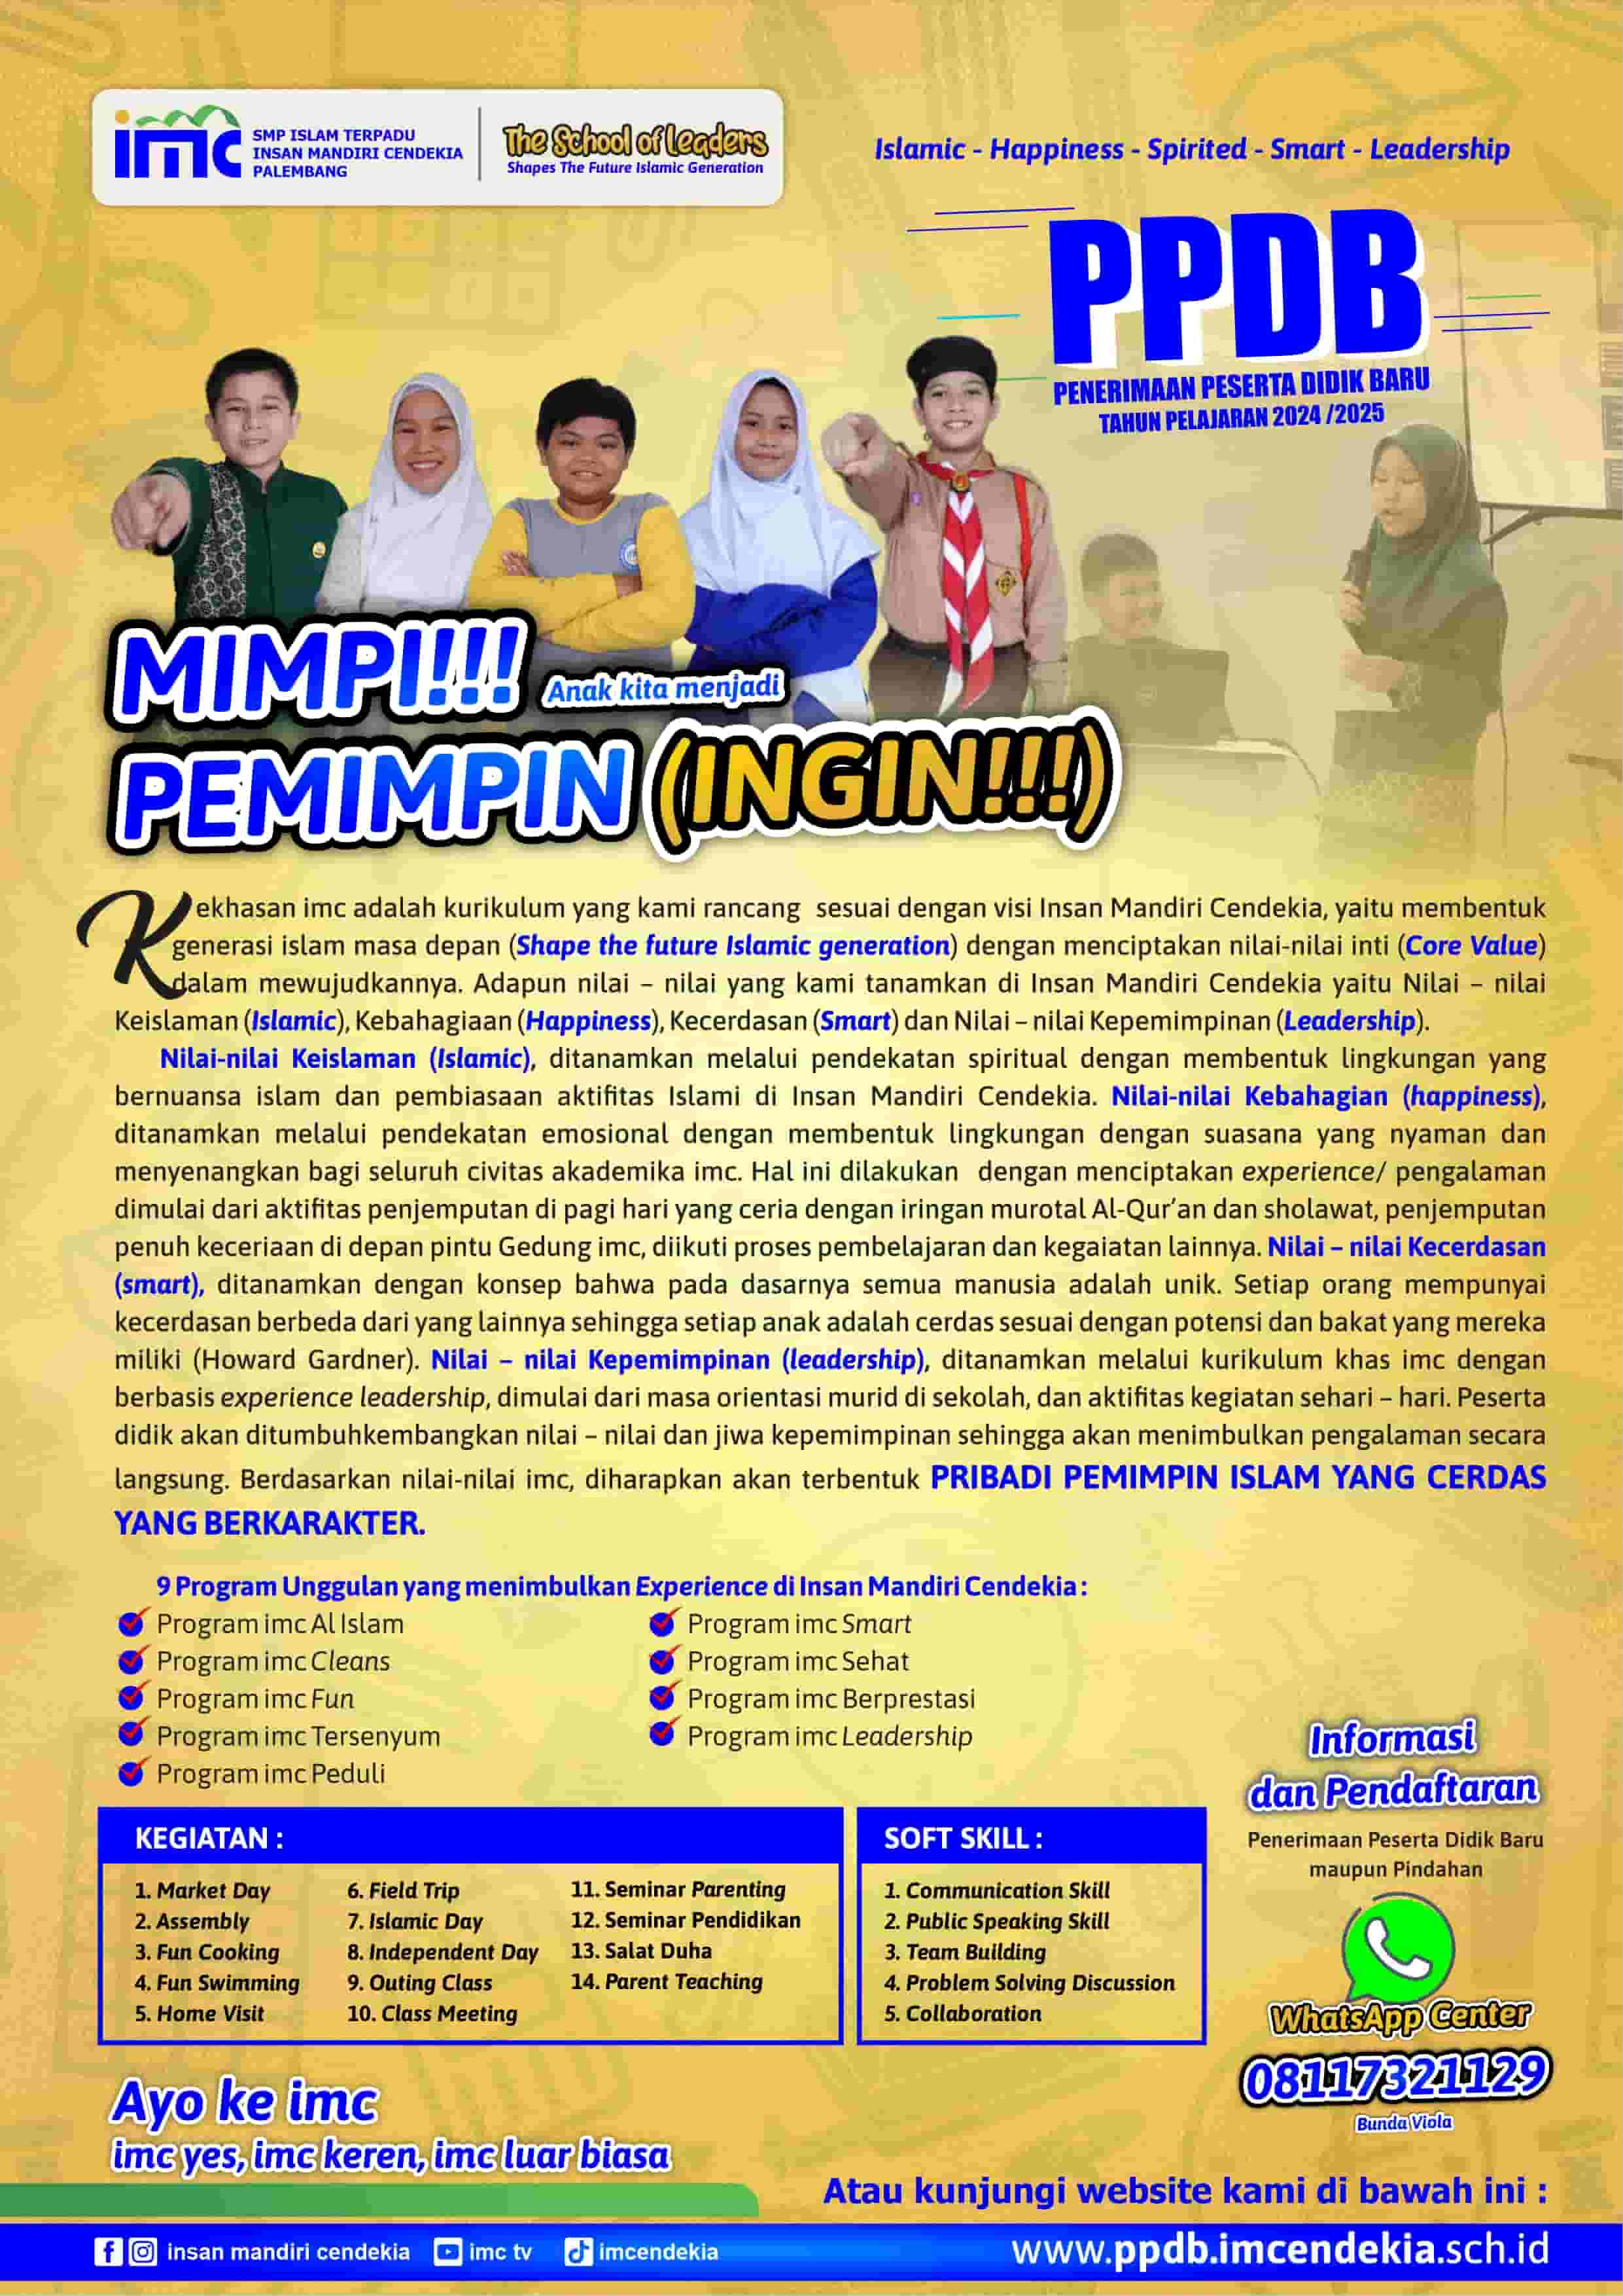 imc
SMP ISLAM TERPADU
INSAN MANDIRI CENDEKIA
PALEMBANG
The School of Leaders
Shapes The Future Islamic Generation
Islamic - Happiness - Spirited - Smart - Leadership
PPDB
PENERIMAAN PESERTA DIDIK BARU
TAHUN PELAJARAN 2024 /2025
MIMPI!!! Anak kita menjadi
PEMIMPIN (INGIN!!!)
Kekhasan imc adalah kurikulum yang kami rancang sesuai dengan visi Insan Mandiri Cendekia, yaitu membentuk
generasi islam masa depan (Shape the future Islamic generation) dengan menciptakan nilai-nilai inti (Core Value)
dalam mewujudkannya. Adapun nilai – nilai yang kami tanamkan di Insan Mandiri Cendekia yaitu Nilai – nilai
Keislaman (Islamic), Kebahagiaan (Happiness), Kecerdasan (Smart) dan Nilai – nilai Kepemimpinan (Leadership).
Nilai-nilai Keislaman (Islamic), ditanamkan melalui pendekatan spiritual dengan membentuk lingkungan yang
bernuansa islam dan pembiasaan aktifitas Islami di Insan Mandiri Cendekia. Nilai-nilai Kebahagian (happiness),
ditanamkan melalui pendekatan emosional dengan membentuk lingkungan dengan suasana yang nyaman dan
menyenangkan bagi seluruh civitas akademika imc. Hal ini dilakukan dengan menciptakan experience/ pengalaman
dimulai dari aktifitas penjemputan di pagi hari yang ceria dengan iringan murotal Al-Qur’an dan sholawat, penjemputan
penuh keceriaan di depan pintu Gedung imc, diikuti proses pembelajaran dan kegaiatan lainnya. Nilai – nilai Kecerdasan
(smart), ditanamkan dengan konsep bahwa pada dasarnya semua manusia adalah unik. Setiap orang mempunyai
kecerdasan berbeda dari yang lainnya sehingga setiap anak adalah cerdas sesuai dengan potensi dan bakat yang mereka
miliki (Howard Gardner). Nilai – nilai Kepemimpinan (leadership), ditanamkan melalui kurikulum khas imc dengan
berbasis experience leadership, dimulai dari masa orientasi murid di sekolah, dan aktifitas kegiatan sehari – hari. Peserta
didik akan ditumbuhkembangkan nilai – nilai dan jiwa kepemimpinan sehingga akan menimbulkan pengalaman secara
langsung. Berdasarkan nilai-nilai imc, diharapkan akan terbentuk PRIBADI PEMIMPIN ISLAM YANG CERDAS
YANG BERKARAKTER.
9 Program Unggulan yang menimbulkan Experience di Insan Mandiri Cendekia :
Program imc Al Islam
Program imc Cleans
Program imc Fun
Program imc Tersenyum
Program imc Peduli
Program imc Smart
Program imc Sehat
Program imc Berprestasi
Program imc Leadership
KEGIATAN :
1. Market Day
2. Assembly
3. Fun Cooking
4. Fun Swimming
5. Home Visit
6. Field Trip
7. Islamic Day
8. Independent Day
9. Outing Class
10. Class Meeting
11. Seminar Parenting
12. Seminar Pendidikan
13. Salat Duha
14. Parent Teaching
SOFT SKILL :
1. Communication Skill
2. Public Speaking Skill
3. Team Building
4. Problem Solving Discussion
5. Collaboration
Informasi
dan Pendaftaran
Penerimaan Peserta Didik Baru
maupun Pindahan
WhatsApp Center
08117321129
Bunda Viola
Ayo ke imc
imc yes, imc keren, imc luar biasa
Atau kunjungi website kami di bawah ini :
insan mandiri cendekia imc tv imcendekia
www.ppdb.imcendekia.sch.id